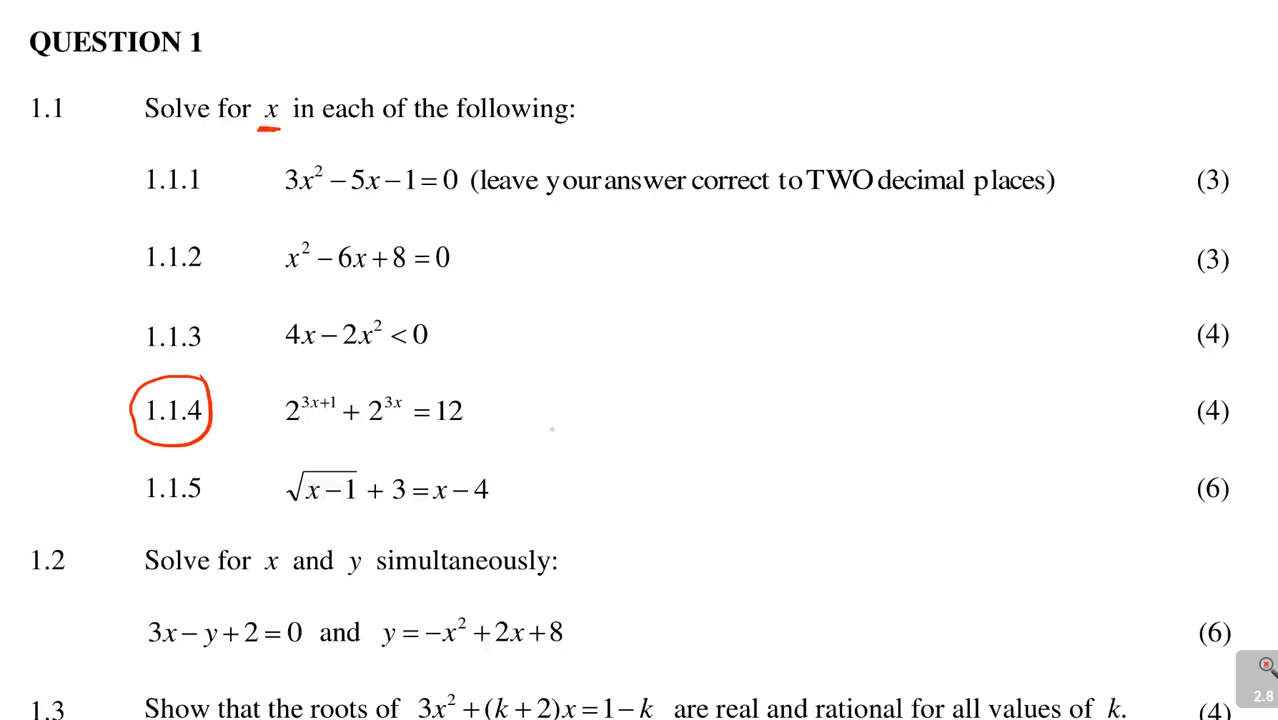 QUESTION 1
1.1 Solve for x in each of the following:
1.1.1 3x² − 5x − 1 = 0 (leave your answer correct to TWO decimal places) (3)
1.1.2 x² − 6x + 8 = 0 (3)
1.1.3 4x − 2x² < 0 (4)
1.1.4 2³ˣ⁺¹ + 2³ˣ = 12 (4)
1.1.5 √(x−1) + 3 = x − 4 (6)
1.2 Solve for x and y simultaneously:
3x − y + 2 = 0 and y = −x² + 2x + 8 (6)
1.3 Show that the roots of 3x² + (k + 2)x = 1 − k are real and rational for all values of k. (4)
2.8